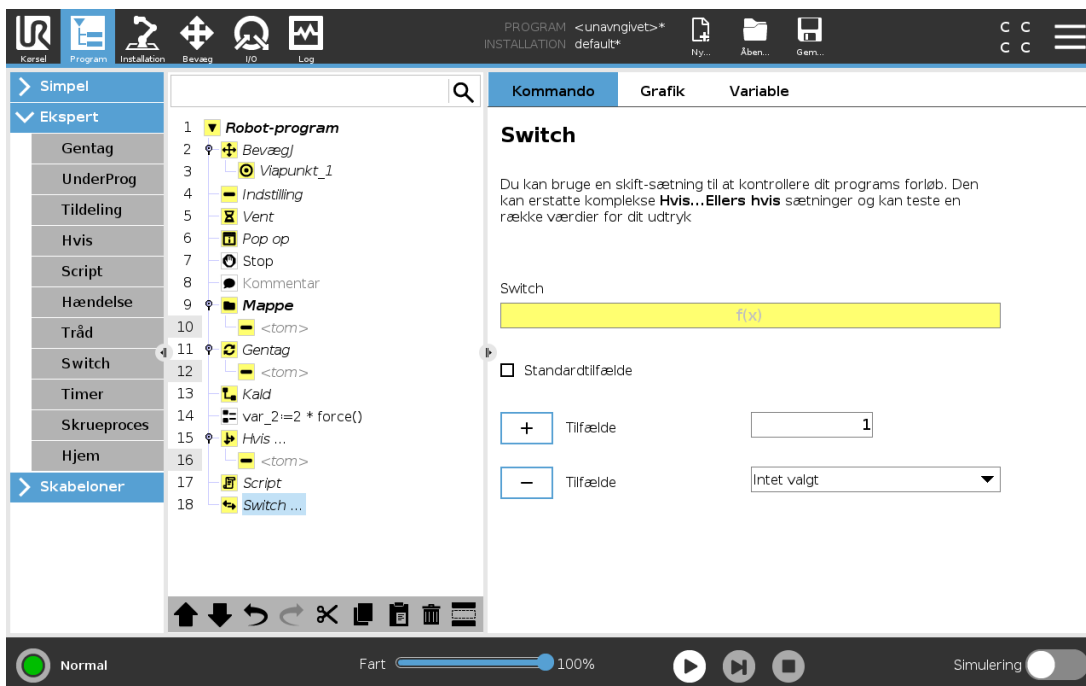 UR
PROGRAM <unavngivet>*
INSTALLATION default*
Kørsel
Program
Installation
Bevæg
I/O
Log
Ny...
Åben...
Gem...
C C
C C
Simpel
Ekspert
Gentag
UnderProg
Tildeling
Hvis
Script
Hændelse
Tråd
Switch
Timer
Skrueproces
Hjem
Skabeloner
1 Robot-program
2 BevægJ
3 Viapunkt_1
4 Indstilling
5 Vent
6 Pop op
7 Stop
8 Kommentar
9 Mappe
10 <tom>
11 Gentag
12 <tom>
13 Kald
14 var_2:=2 * force()
15 Hvis ...
16 <tom>
17 Script
18 Switch ...
Kommando Grafik Variable
Switch
Du kan bruge en skift-sætning til at kontrollere dit programs forløb. Den
kan erstatte komplekse Hvis...Ellers hvis sætninger og kan teste en
række værdier for dit udtryk
Switch
f(x)
Standardtilfælde
+ Tilfælde 1
− Tilfælde Intet valgt
Normal
Fart 100%
Simulering